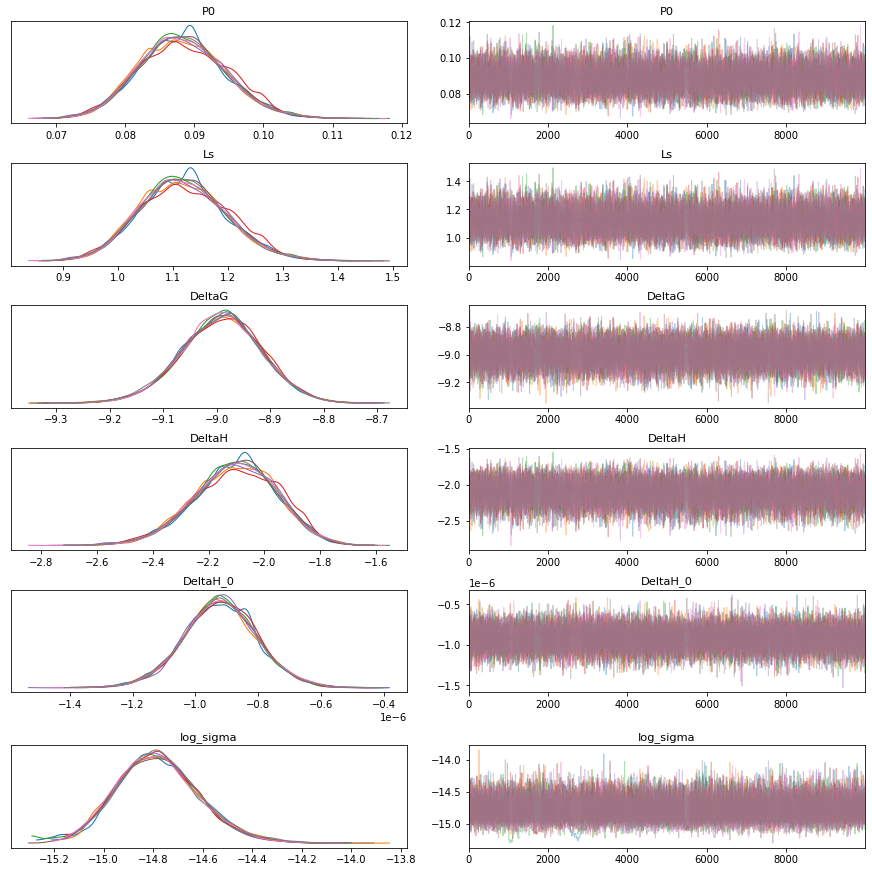 P0
0.07 0.08 0.09 0.10 0.11 0.12
P0
0.12
0.10
0.08
0 2000 4000 6000 8000
Ls
0.9 1.0 1.1 1.2 1.3 1.4 1.5
Ls
1.4
1.2
1.0
0 2000 4000 6000 8000
DeltaG
−9.3 −9.2 −9.1 −9.0 −8.9 −8.8 −8.7
DeltaG
−8.8
−9.0
−9.2
0 2000 4000 6000 8000
DeltaH
−2.8 −2.6 −2.4 −2.2 −2.0 −1.8 −1.6
DeltaH
−1.5
−2.0
−2.5
0 2000 4000 6000 8000
DeltaH_0
−1.4 −1.2 −1.0 −0.8 −0.6 −0.4
1e−6
1e−6
DeltaH_0
−0.5
−1.0
−1.5
0 2000 4000 6000 8000
log_sigma
−15.2 −15.0 −14.8 −14.6 −14.4 −14.2 −14.0 −13.8
log_sigma
−14.0
−14.5
−15.0
0 2000 4000 6000 8000